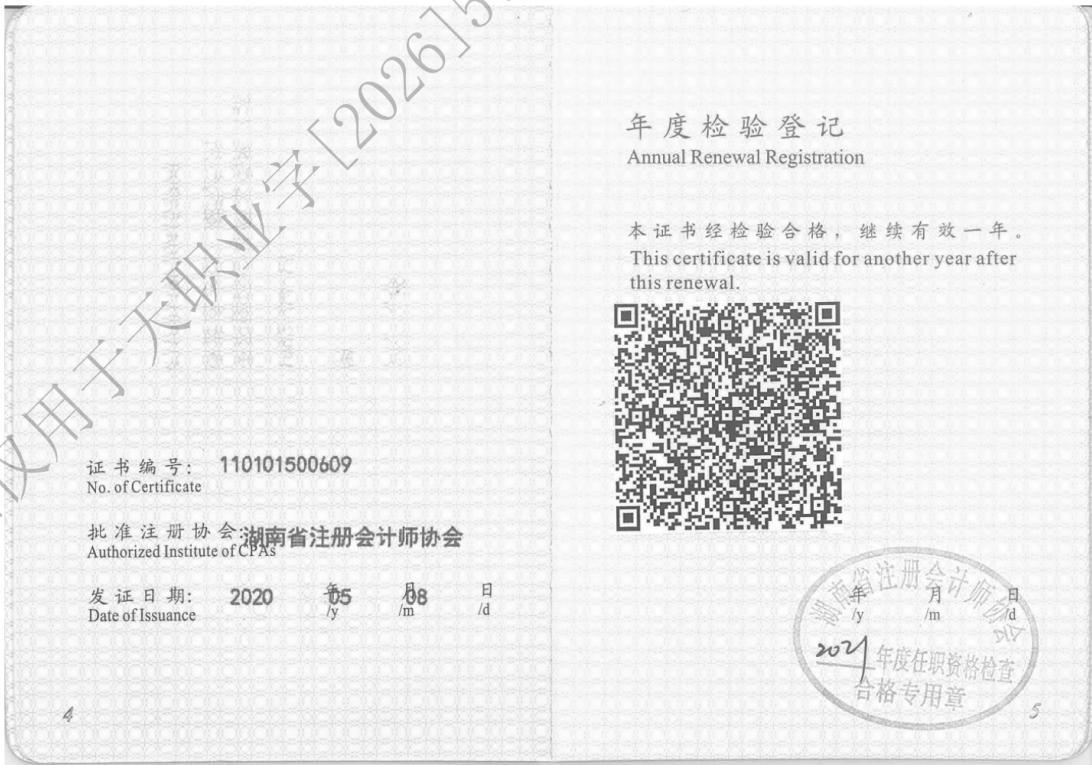 仅用于天职业字[2026]5
证书编号: 110101500609
No. of Certificate
批准注册协会:湖南省注册会计师协会
Authorized Institute of CPAs
发证日期: 2020 年 05 月 08 日
Date of Issuance /y /m /d
4
年度检验登记
Annual Renewal Registration
本证书经检验合格，继续有效一年。
This certificate is valid for another year after
this renewal.
湖南省注册会计师协会
年 月 日
/y /m /d
2021年度任职资格检查
合格专用章
5